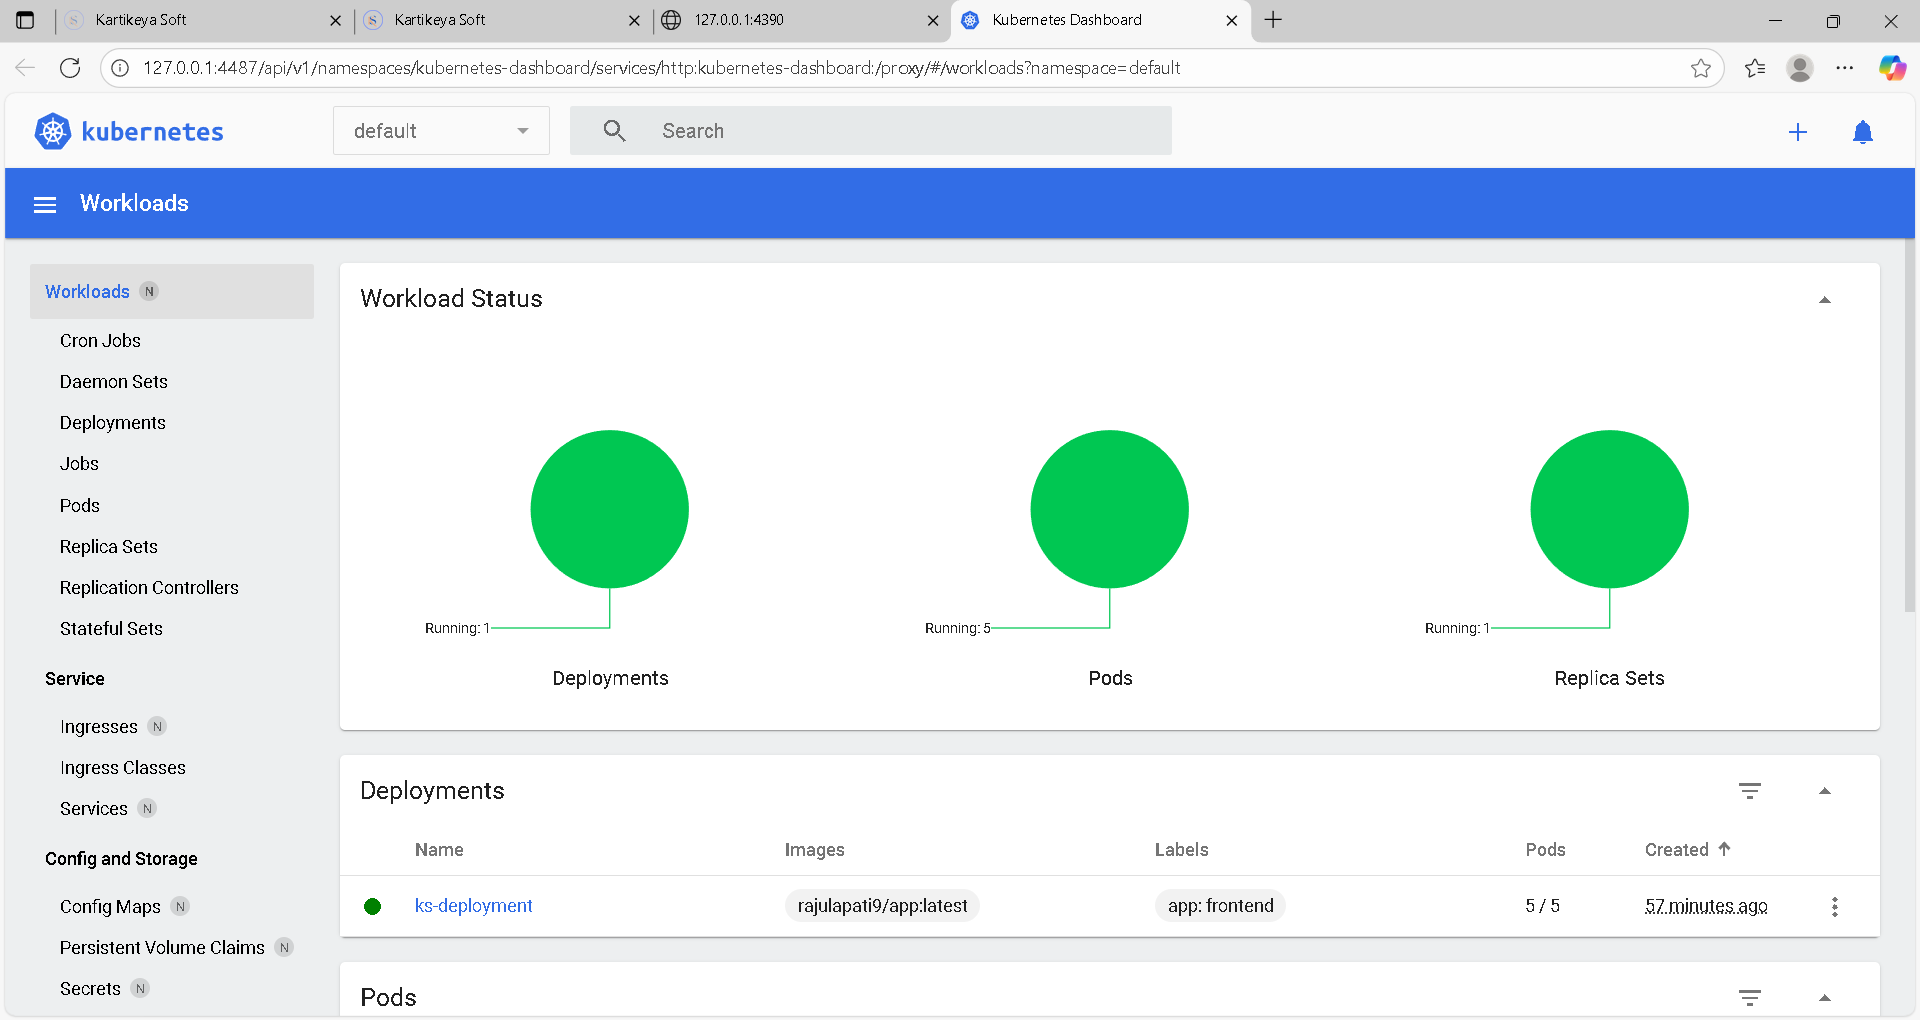 Kartikeya Soft
Kartikeya Soft
127.0.0.1:4390
Kubernetes Dashboard
127.0.0.1:4487/api/v1/namespaces/kubernetes-dashboard/services/http:kubernetes-dashboard:/proxy/#/workloads?namespace=default
kubernetes
default
Search
Workloads
Workloads N
Cron Jobs
Daemon Sets
Deployments
Jobs
Pods
Replica Sets
Replication Controllers
Stateful Sets
Service
Ingresses N
Ingress Classes
Services N
Config and Storage
Config Maps N
Persistent Volume Claims N
Secrets N
Workload Status
Running: 1
Deployments
Running: 5
Pods
Running: 1
Replica Sets
Deployments
Name Images Labels Pods Created
ks-deployment rajulapati9/app:latest app: frontend 5 / 5 57 minutes ago
Pods